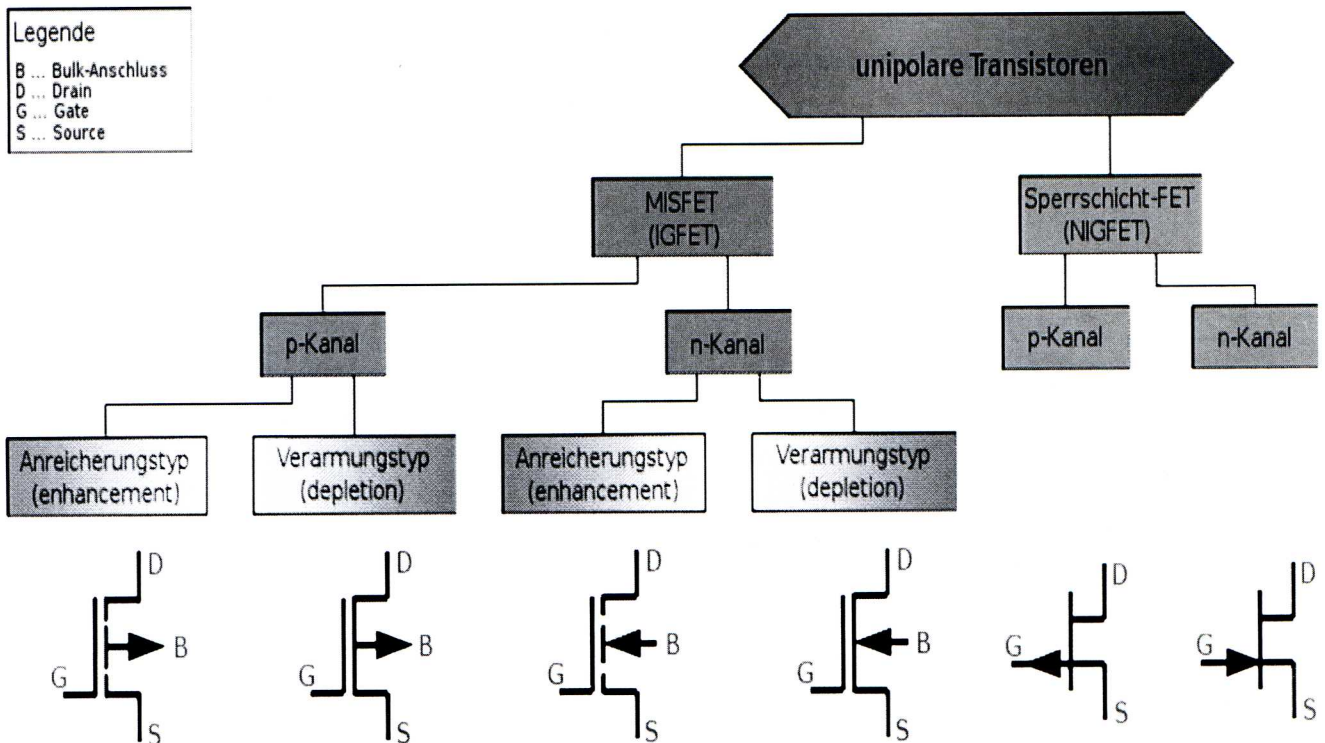 Legende
B ... Bulk-Anschluss
D ... Drain
G ... Gate
S ... Source
unipolare Transistoren
MISFET
(IGFET)
Sperrschicht-FET
(NIGFET)
p-Kanal
n-Kanal
p-Kanal
n-Kanal
Anreicherungstyp
(enhancement)
Verarmungstyp
(depletion)
Anreicherungstyp
(enhancement)
Verarmungstyp
(depletion)
D
B
G
S
D
B
G
S
D
B
G
S
D
B
G
S
D
G
S
D
G
S